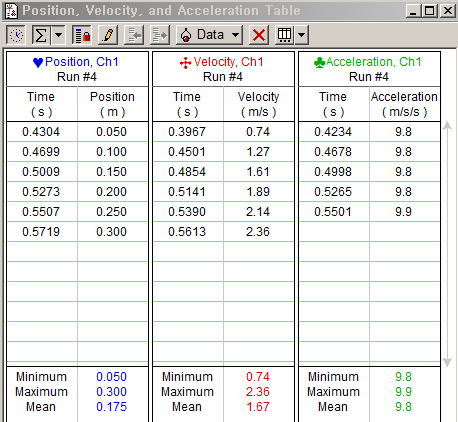 Position, Velocity, and Acceleration Table
Σ Data
Position, Ch1 Velocity, Ch1 Acceleration, Ch1
Run #4 Run #4 Run #4
Time Position Time Velocity Time Acceleration
( s ) ( m ) ( s ) ( m/s ) ( s ) ( m/s/s )
0.4304 0.050 0.3967 0.74 0.4234 9.8
0.4699 0.100 0.4501 1.27 0.4678 9.8
0.5009 0.150 0.4854 1.61 0.4998 9.8
0.5273 0.200 0.5141 1.89 0.5265 9.8
0.5507 0.250 0.5390 2.14 0.5501 9.9
0.5719 0.300 0.5613 2.36
Minimum 0.050 Minimum 0.74 Minimum 9.8
Maximum 0.300 Maximum 2.36 Maximum 9.9
Mean 0.175 Mean 1.67 Mean 9.8